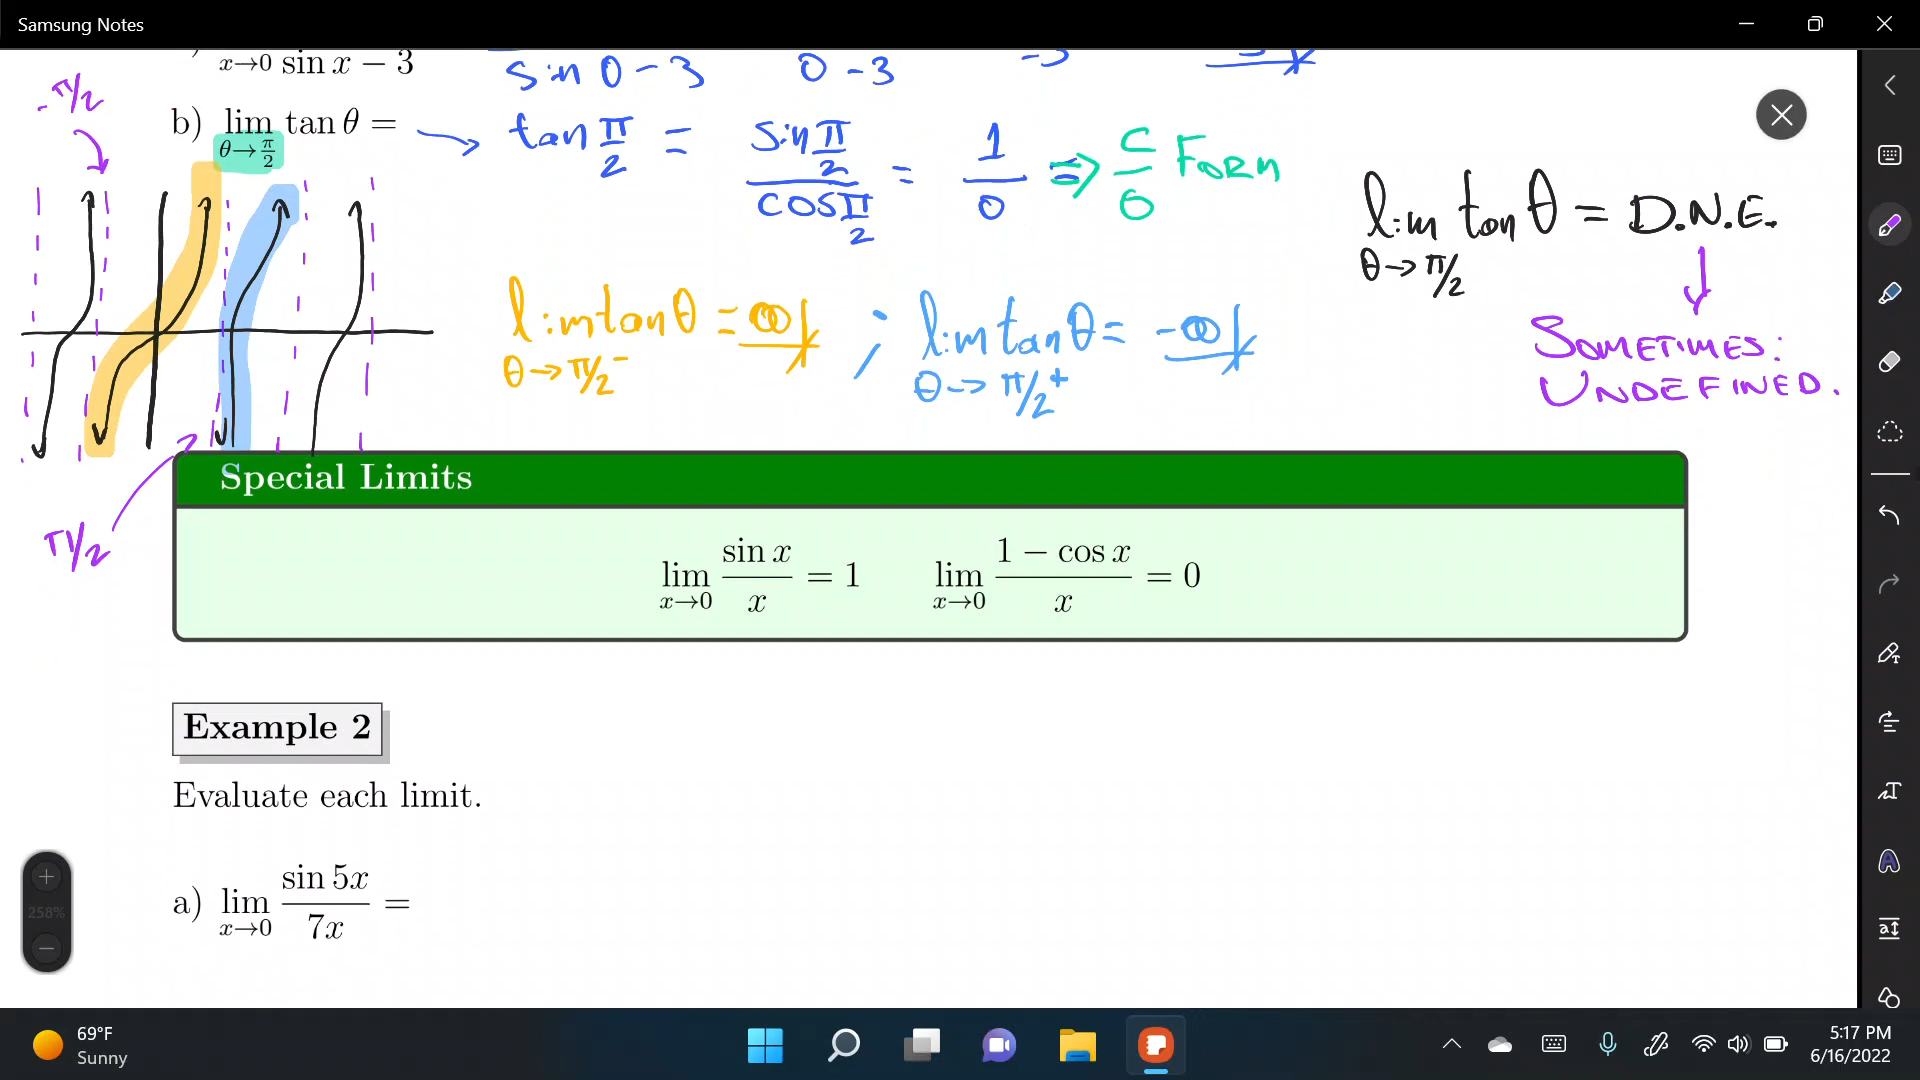 Samsung Notes
x→0 sin x − 3
sin 0 - 3
0 - 3
-3
-π/2
b) lim tan θ =
θ→π/2
tan π/2 = sin π/2 / cos π/2 = 1/0 => C/0 FORM
lim tan θ = D.N.E.
θ→π/2
lim tan θ = ∞ ; lim tan θ = -∞
θ→π/2⁻
θ→π/2⁺
SOMETIMES:
UNDEFINED.
π/2
Special Limits
lim x→0 sin x / x = 1
lim x→0 1 − cos x / x = 0
Example 2
Evaluate each limit.
a) lim x→0 sin 5x / 7x =
258%
69°F
Sunny
5:17 PM
6/16/2022